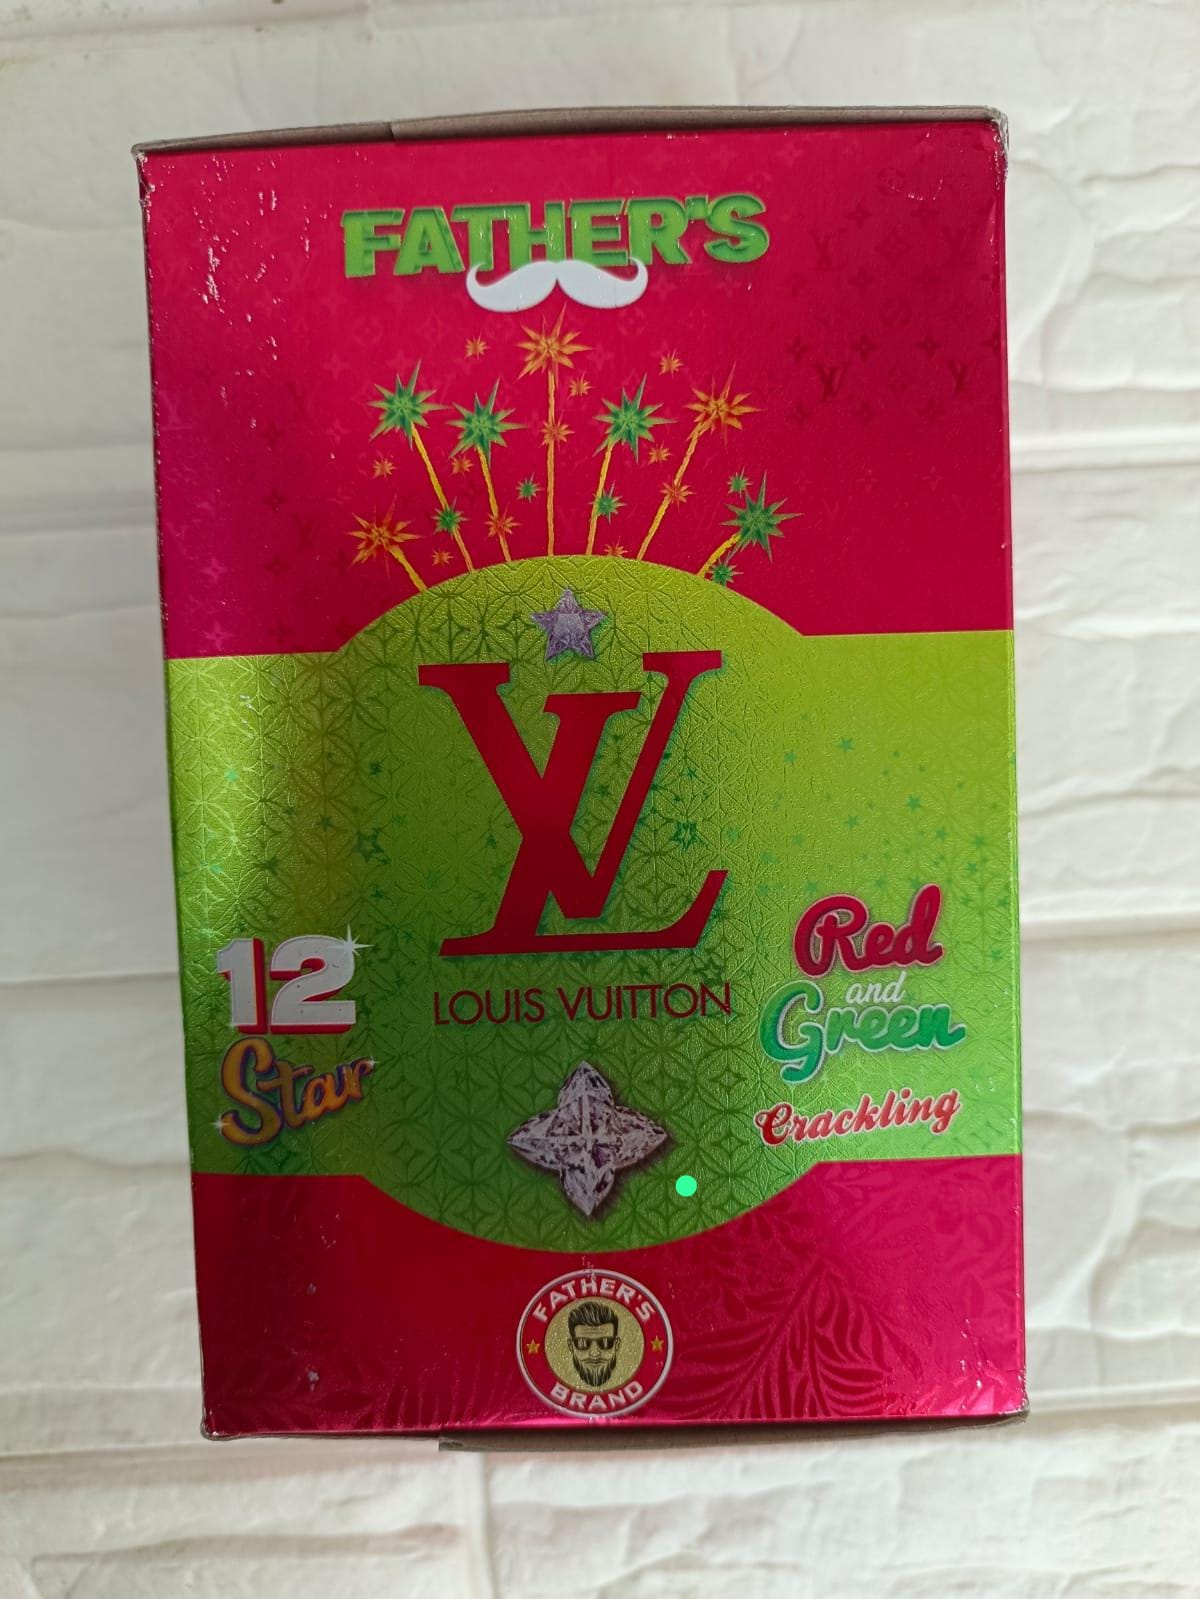 FATHER'S
LV
LOUIS VUITTON
12
Star
Red
and
Green
Crackling
FATHER'S
BRAND